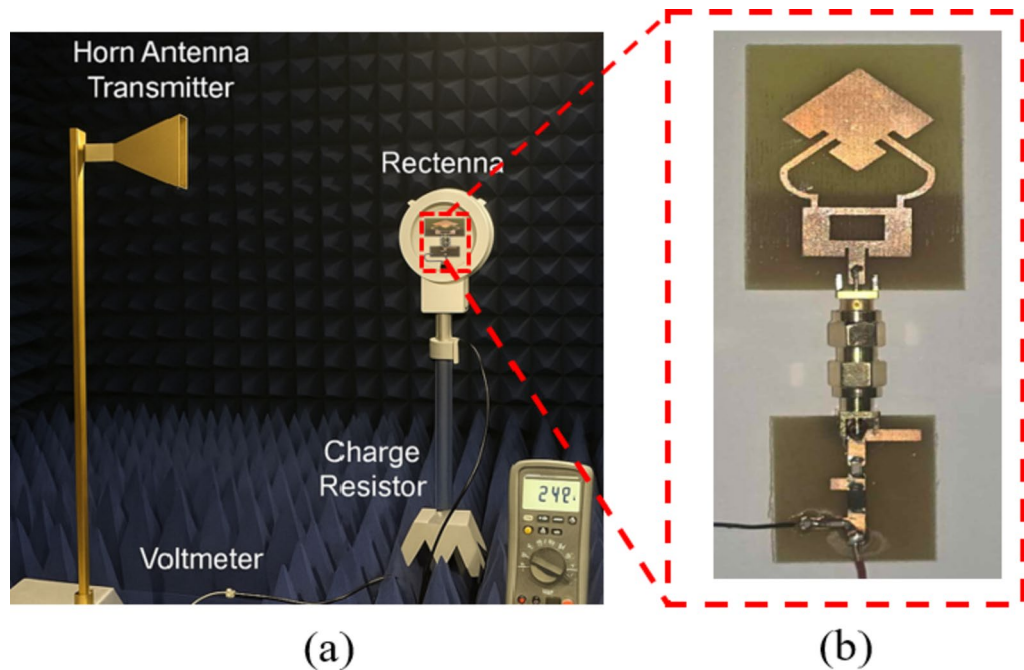 Horn Antenna
Transmitter
Rectenna
Charge
Resistor
Voltmeter
(a)
(b)